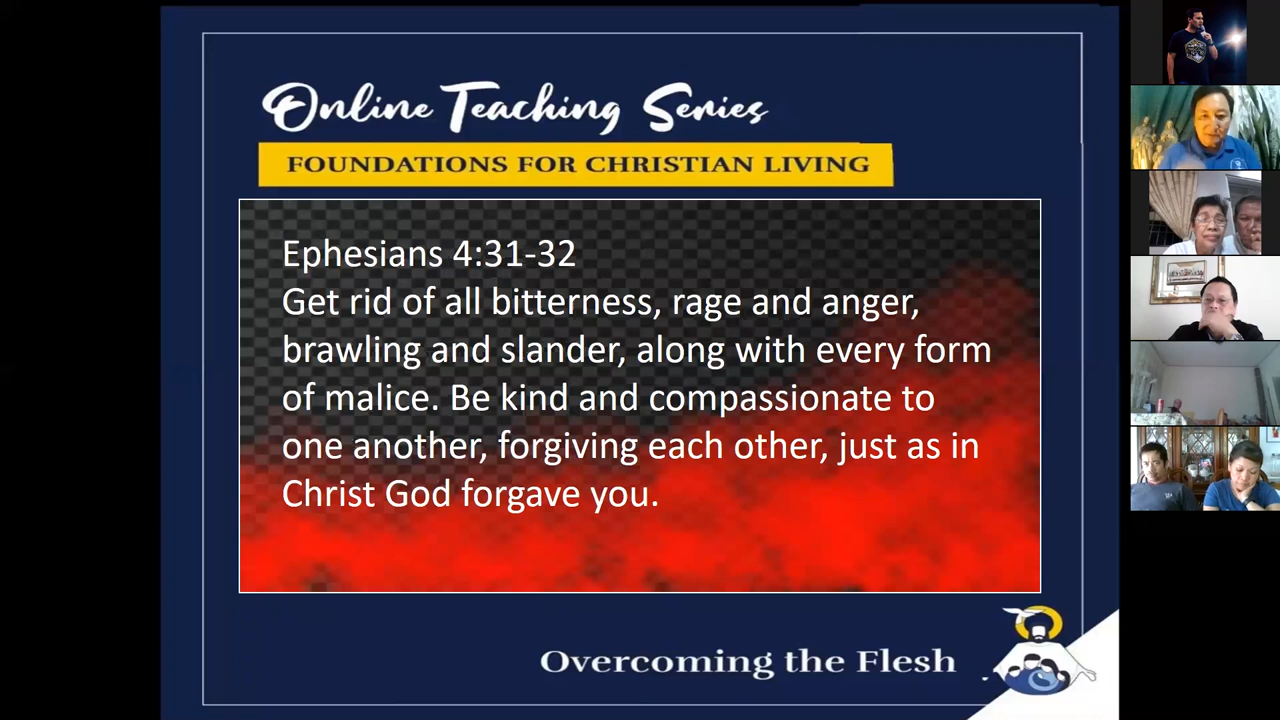 Online Teaching Series
FOUNDATIONS FOR CHRISTIAN LIVING
Ephesians 4:31-32
Get rid of all bitterness, rage and anger,
brawling and slander, along with every form
of malice. Be kind and compassionate to
one another, forgiving each other, just as in
Christ God forgave you.
Overcoming the Flesh